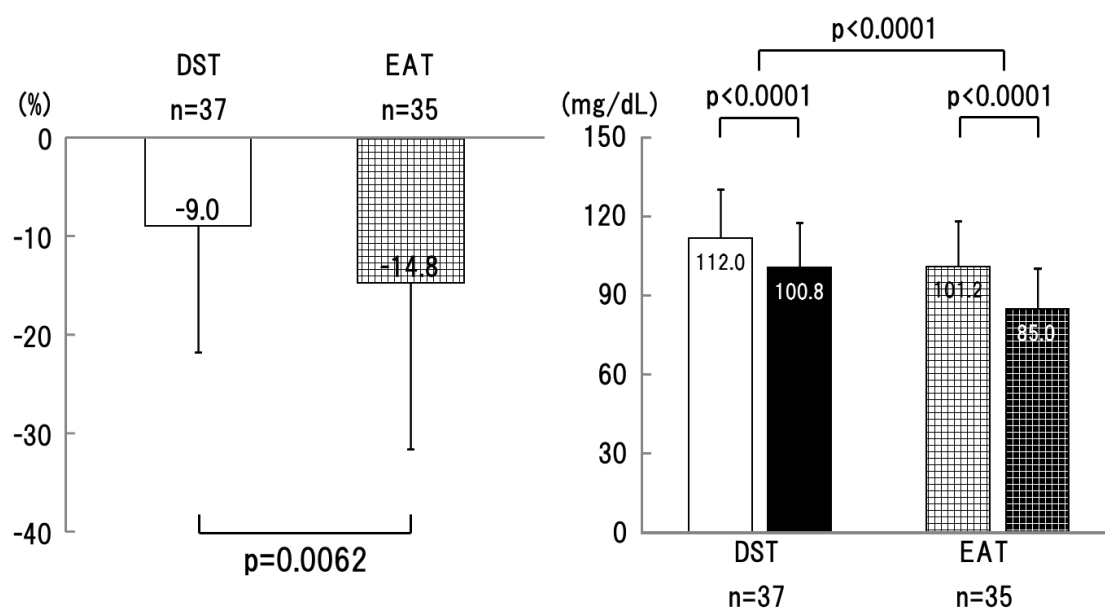 DST EAT
(%) n=37 n=35
0
-9.0
-10
-14.8
-20
-30
-40
p=0.0062
p<0.0001
(mg/dL) p<0.0001 p<0.0001
150
120
112.0
100.8
101.2
90
85.0
60
30
0
DST EAT
n=37 n=35